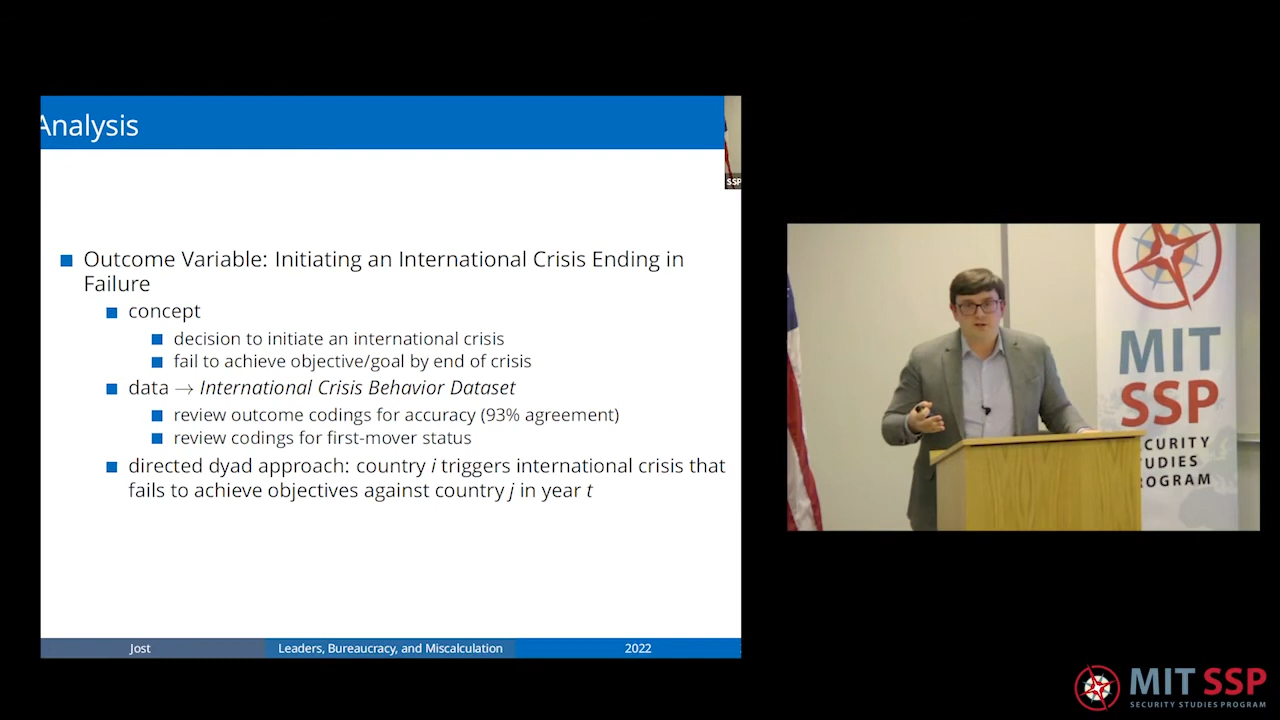 Analysis
SSP
Outcome Variable: Initiating an International Crisis Ending in
Failure
concept
decision to initiate an international crisis
fail to achieve objective/goal by end of crisis
data → International Crisis Behavior Dataset
review outcome codings for accuracy (93% agreement)
review codings for first-mover status
directed dyad approach: country i triggers international crisis that
fails to achieve objectives against country j in year t
Jost
Leaders, Bureaucracy, and Miscalculation
2022
MIT
SSP
ECURITY
TUDIES
ROGRAM
MIT SSP
SECURITY STUDIES PROGRAM